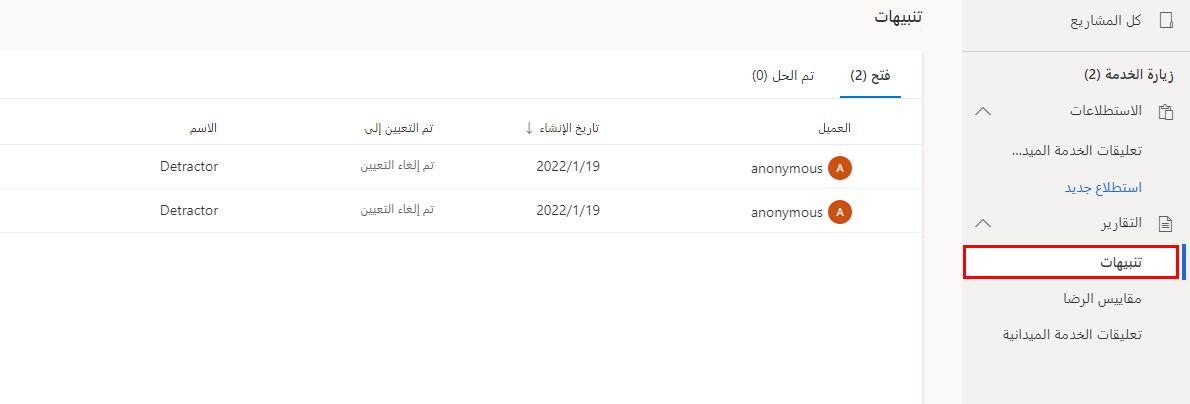 كل المشاريع
زيارة الخدمة (2)
الاستطلاعات
تعليقات الخدمة الميد...
استطلاع جديد
التقارير
تنبيهات
مقاييس الرضا
تعليقات الخدمة الميدانية
تنبيهات
فتح (2) تم الحل (0)
العميل تاريخ الإنشاء ↓ تم التعيين إلى الاسم
A anonymous 2022/1/19 تم إلغاء التعيين Detractor
A anonymous 2022/1/19 تم إلغاء التعيين Detractor